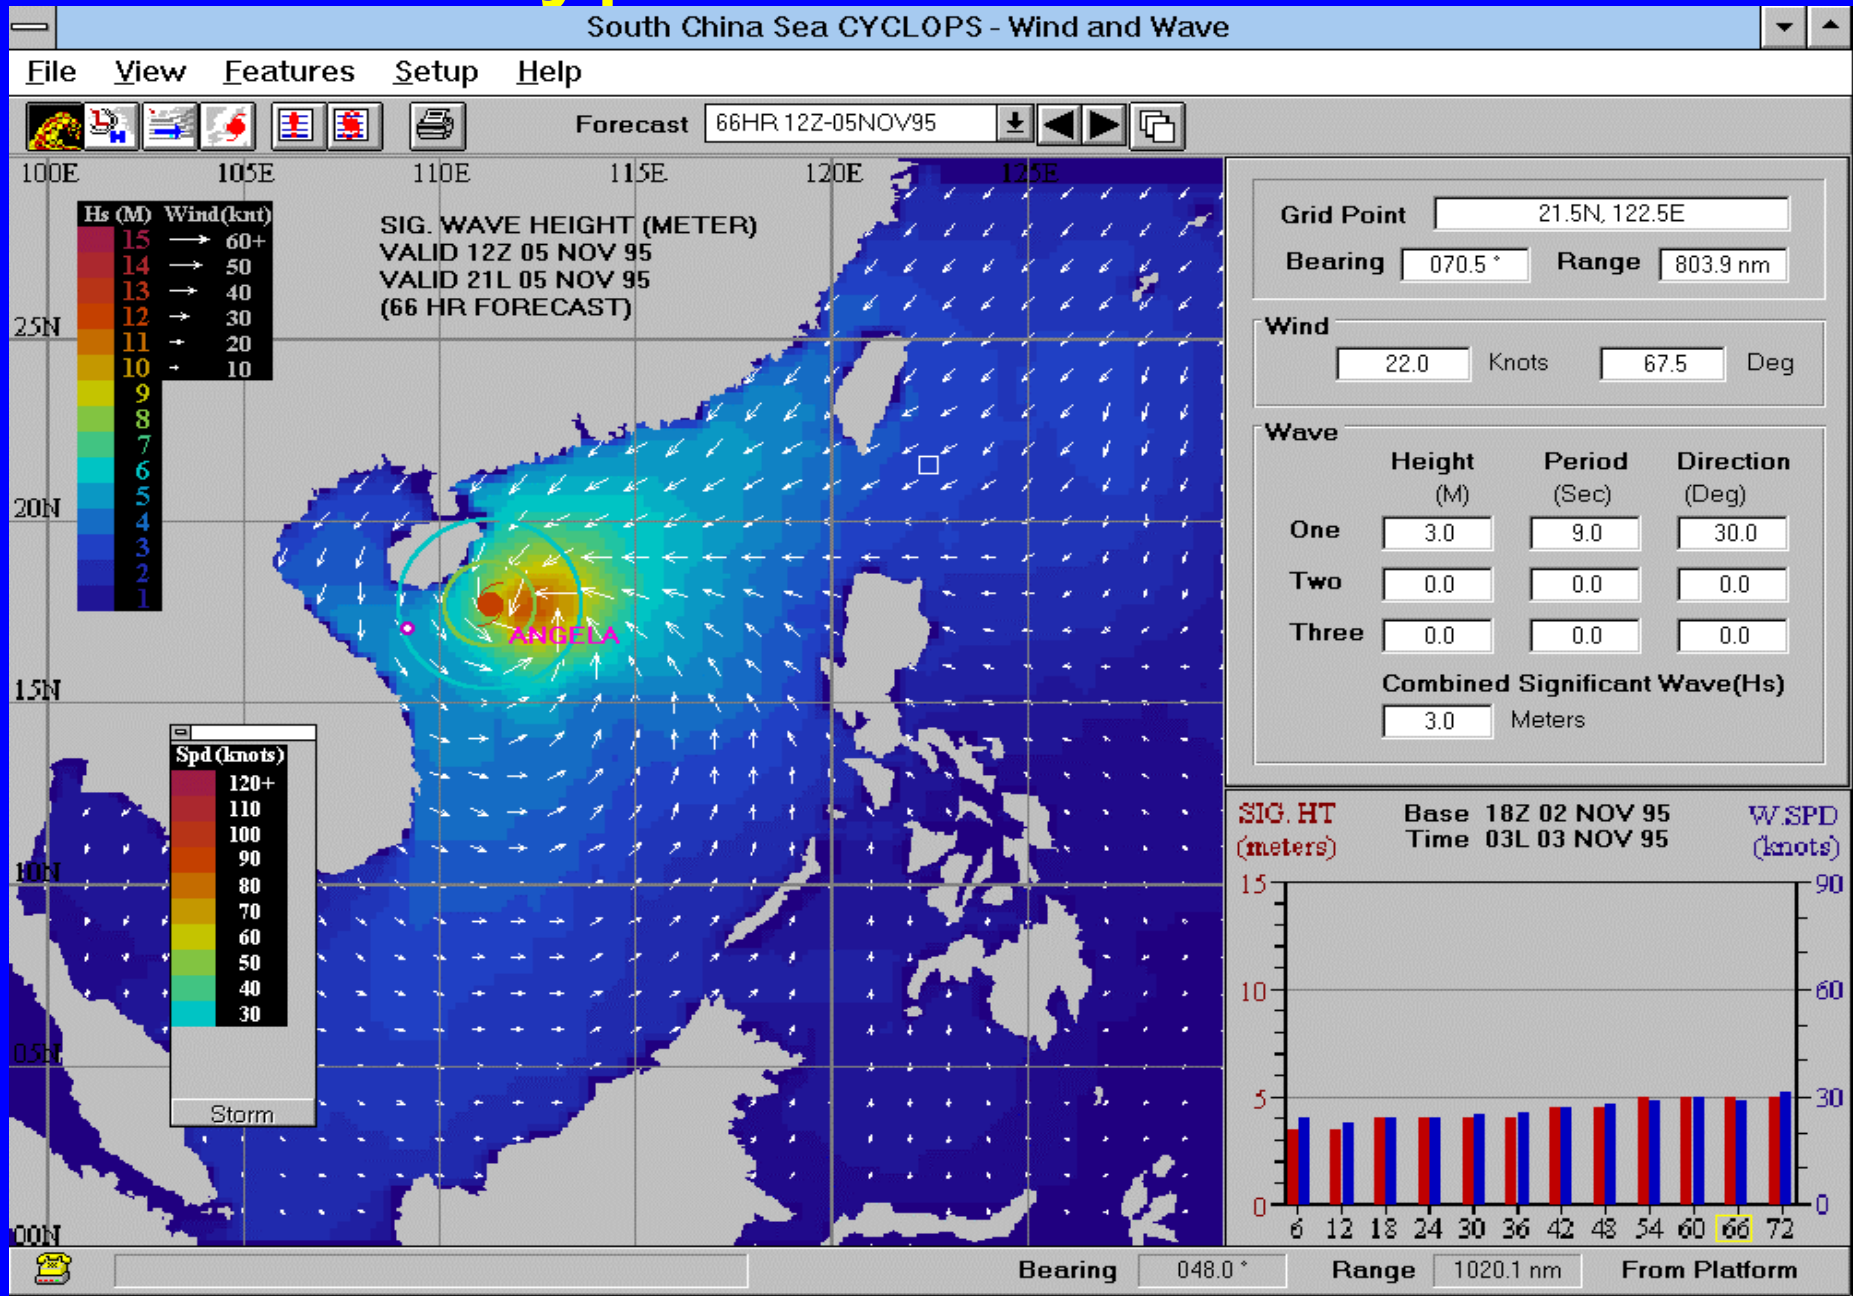 South China Sea CYCLOPS - Wind and Wave
File View Features Setup Help
Forecast 66HR 12Z-05NOV95
100E 105E 110E 115E 120E 125E
Hs (M) Wind(knt)
15 60+
14 50
13 40
12 30
11 20
10 10
9
8
7
6
5
4
3
2
1
SIG. WAVE HEIGHT (METER)
VALID 12Z 05 NOV 95
VALID 21L 05 NOV 95
(66 HR FORECAST)
25N
20N
15N
10N
05N
00N
ANGELA
Spd (knots)
120+
110
100
90
80
70
60
50
40
30
Storm
Grid Point 21.5N, 122.5E
Bearing 070.5 ° Range 803.9 nm
Wind
22.0 Knots 67.5 Deg
Wave
Height Period Direction
(M) (Sec) (Deg)
One 3.0 9.0 30.0
Two 0.0 0.0 0.0
Three 0.0 0.0 0.0
Combined Significant Wave(Hs)
3.0 Meters
SIG. HT Base 18Z 02 NOV 95 W.SPD
(meters) Time 03L 03 NOV 95 (knots)
15 90
10 60
5 30
0 0
6 12 18 24 30 36 42 48 54 60 66 72
Bearing 048.0 ° Range 1020.1 nm From Platform